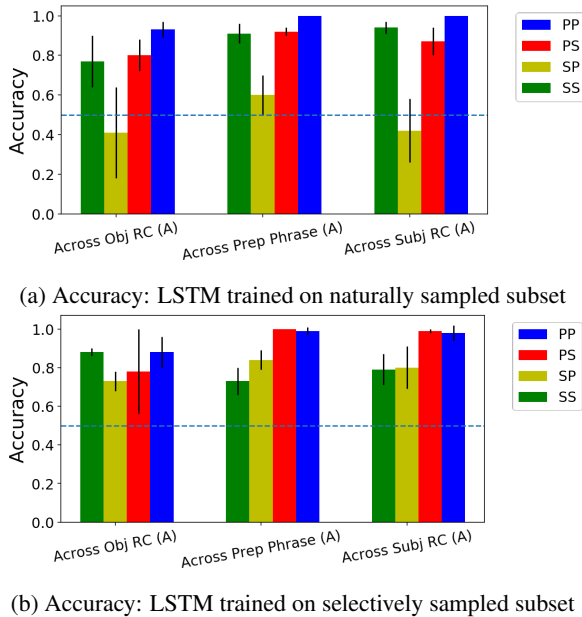 1.0
0.8
0.6
0.4
0.2
0.0
Accuracy
Across Obj RC (A)
Across Prep Phrase (A)
Across Subj RC (A)
PP
PS
SP
SS
(a) Accuracy: LSTM trained on naturally sampled subset
1.0
0.8
0.6
0.4
0.2
0.0
Accuracy
Across Obj RC (A)
Across Prep Phrase (A)
Across Subj RC (A)
PP
PS
SP
SS
(b) Accuracy: LSTM trained on selectively sampled subset